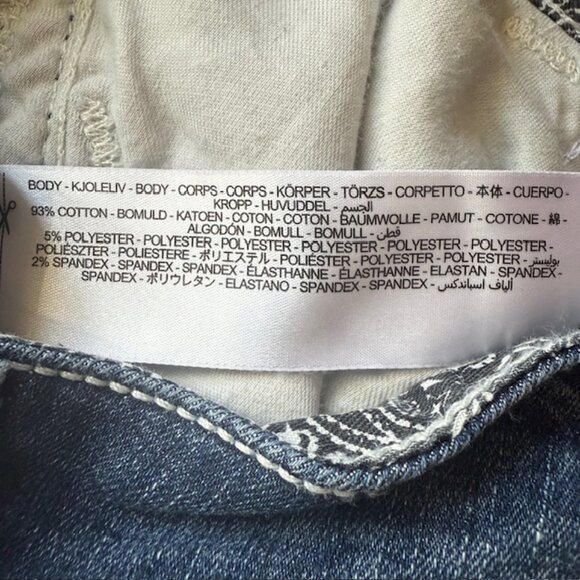 BODY - KJOLELIV - BODY - CORPS - CORPS - KÖRPER - TÖRZS - CORPETTO - 本体 - CUERPO -
KROPP - HUVUDDEL - الجسم
93% COTTON - BOMULD - KATOEN - COTON - COTON - BAUMWOLLE - PAMUT - COTONE - 綿 -
ALGODÓN - BOMULL - BOMULL - قطن
5% POLYESTER - POLYESTER - POLYESTER - POLYESTER - POLYESTER - POLYESTER -
POLIÉSZTER - POLIESTERE - ポリエステル - POLIÉSTER - POLYESTER - POLYESTER - بوليستر
2% SPANDEX - SPANDEX - SPANDEX - ÉLASTHANNE - ÉLASTHANNE - ELASTAN - SPANDEX -
SPANDEX - ポリウレタン - ELASTANO - SPANDEX - SPANDEX - ألياف اسباندكس